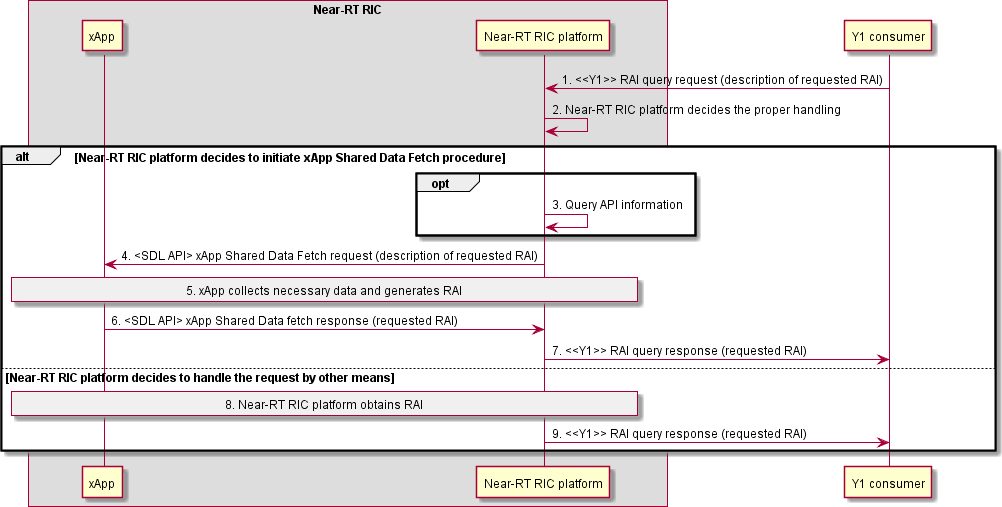 Near-RT RIC
xApp
Near-RT RIC platform
Y1 consumer
1. <<Y1>> RAI query request (description of requested RAI)
2. Near-RT RIC platform decides the proper handling
alt
[Near-RT RIC platform decides to initiate xApp Shared Data Fetch procedure]
opt
3. Query API information
4. <SDL API> xApp Shared Data Fetch request (description of requested RAI)
5. xApp collects necessary data and generates RAI
6. <SDL API> xApp Shared Data fetch response (requested RAI)
7. <<Y1>> RAI query response (requested RAI)
[Near-RT RIC platform decides to handle the request by other means]
8. Near-RT RIC platform obtains RAI
9. <<Y1>> RAI query response (requested RAI)
xApp
Near-RT RIC platform
Y1 consumer